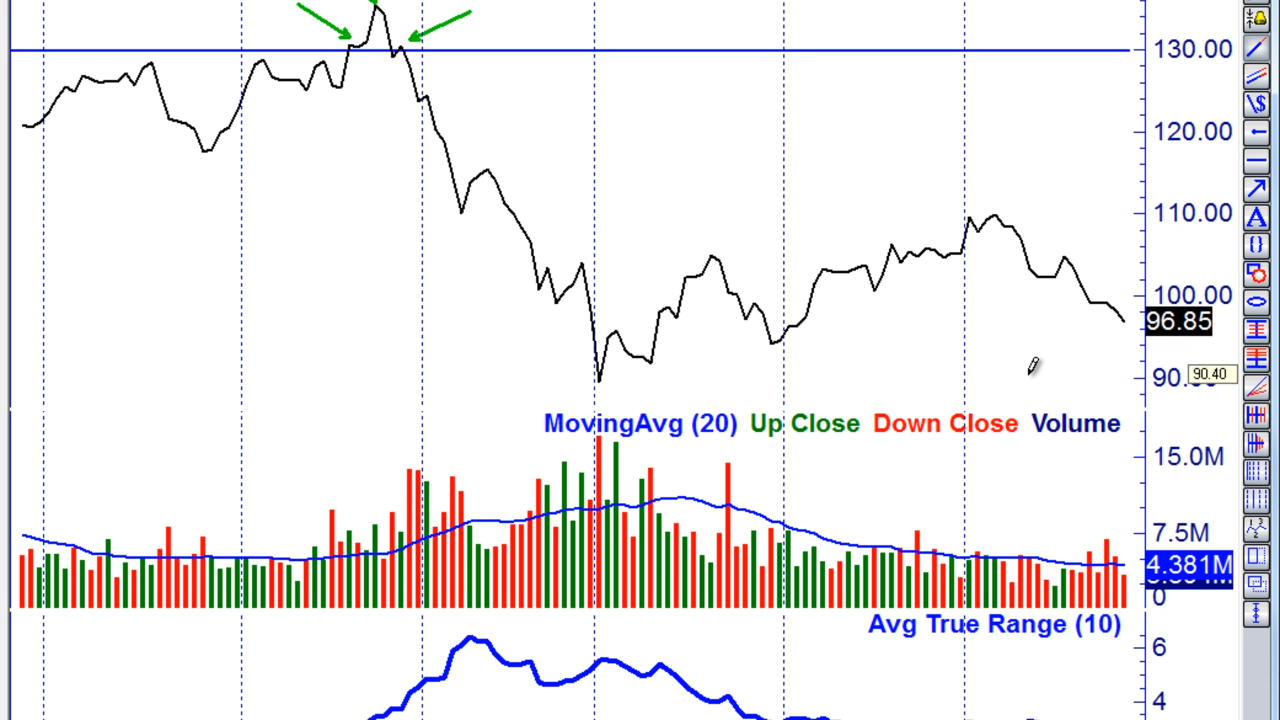 130.00
120.00
110.00
100.00
96.85
90.40
MovingAvg (20) Up Close Down Close Volume
15.0M
7.5M
4.381M
0
Avg True Range (10)
6
4